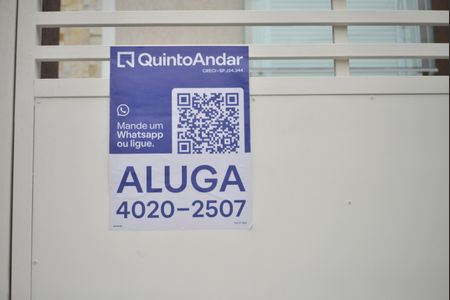 QuintoAndar
CRECI-SP J24.344
Mande um
Whatsapp
ou ligue.
ALUGA
4020-2507